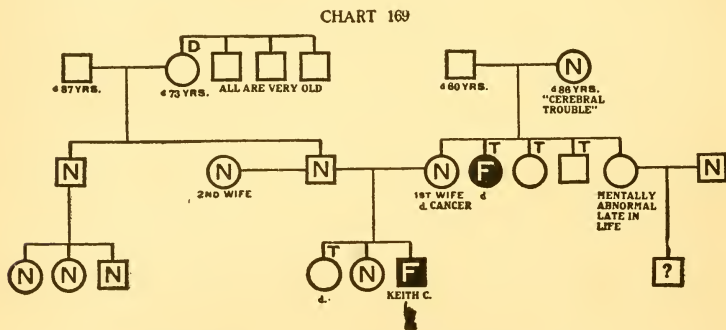 CHART 169
D
d 87 YRS.
d 73 YRS.
ALL ARE VERY OLD
d 60 YRS.
N
d 86 YRS.
"CEREBRAL
TROUBLE"
N
N
2ND WIFE
N
N
1ST WIFE
d. CANCER
T
F
d
T
T
MENTALLY
ABNORMAL
LATE IN
LIFE
N
N
N
N
T
d.
N
F
KEITH C.
?